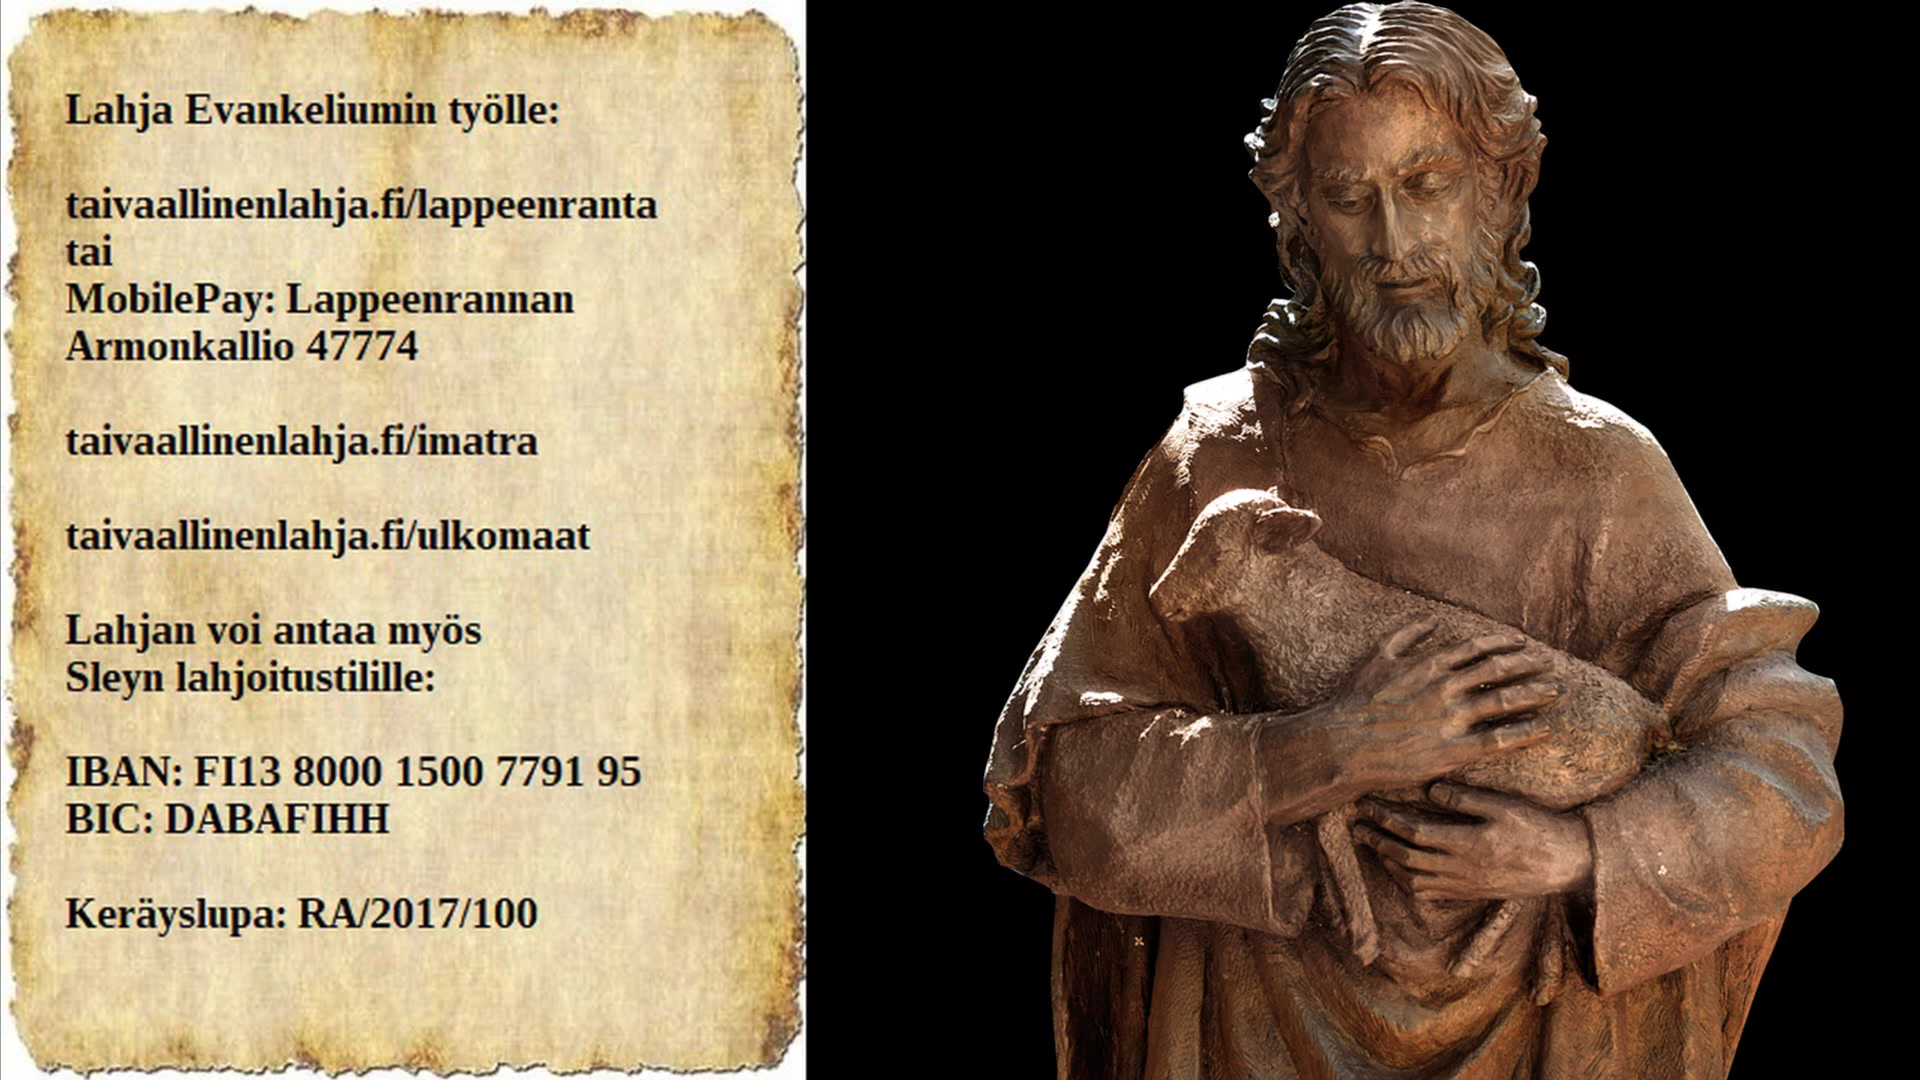 Lahja Evankeliumin työlle:
taivaallinenlahja.fi/lappeenranta
tai
MobilePay: Lappeenrannan
Armonkallio 47774
taivaallinenlahja.fi/imatra
taivaallinenlahja.fi/ulkomaat
Lahjan voi antaa myös
Sleyn lahjoitustilille:
IBAN: FI13 8000 1500 7791 95
BIC: DABAFIHH
Keräyslupa: RA/2017/100